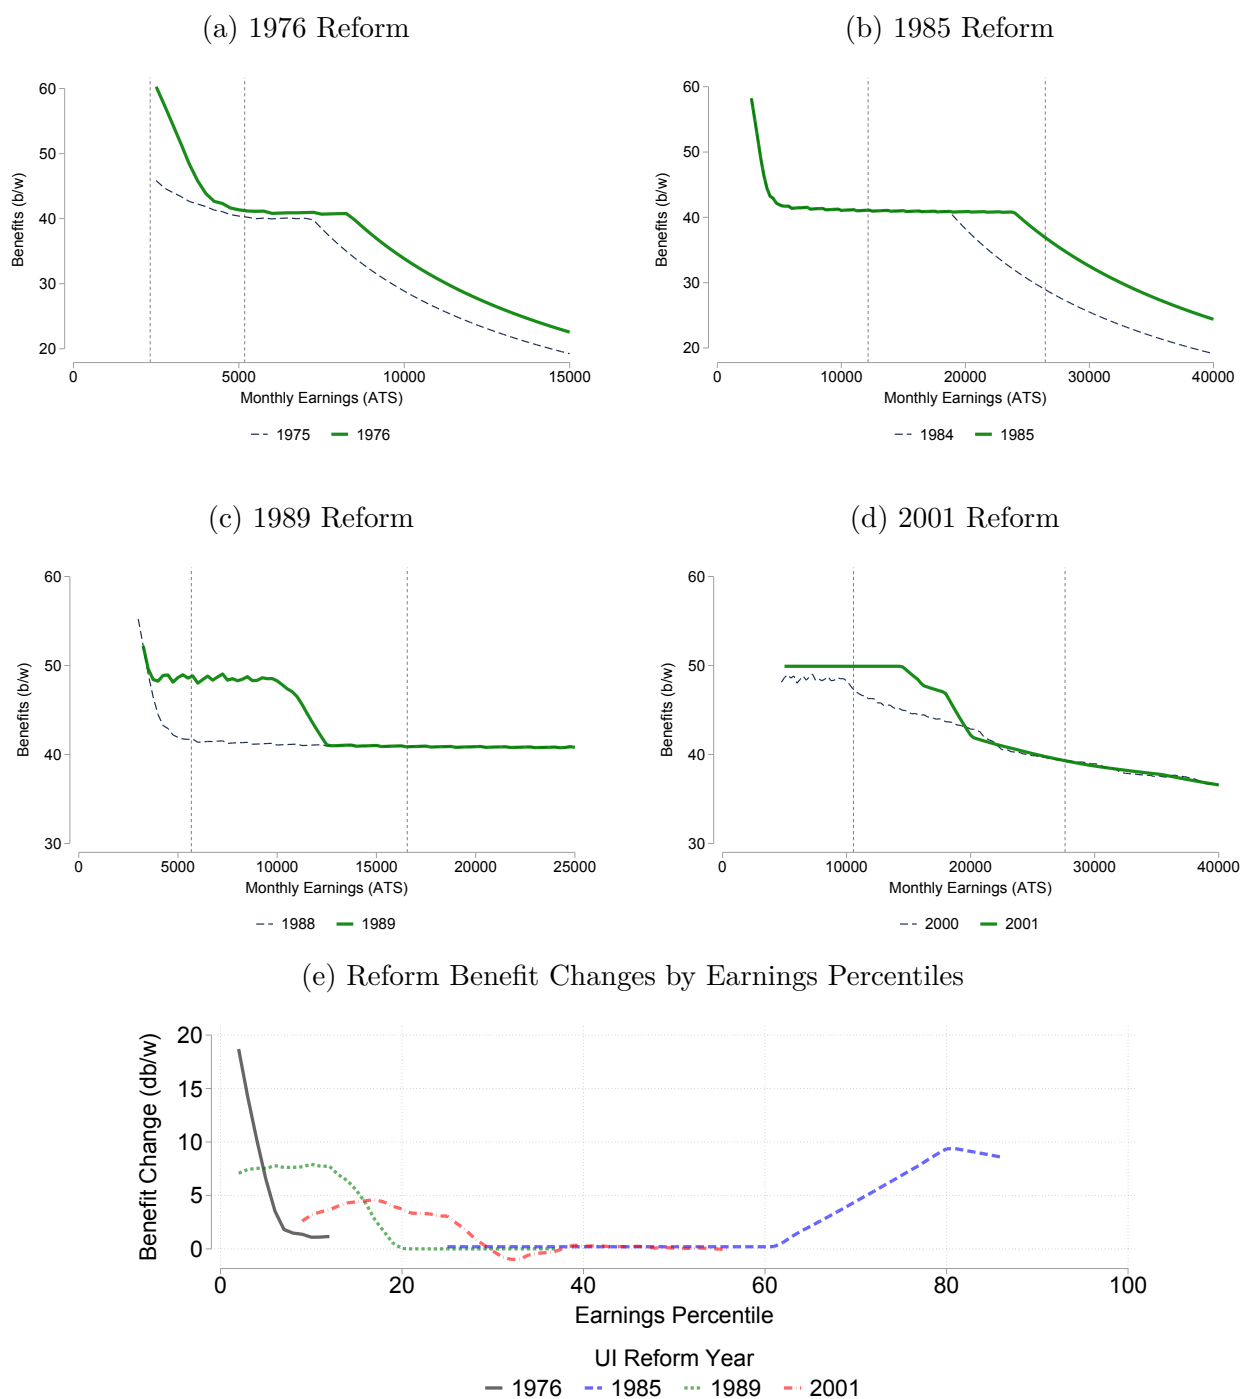 (a) 1976 Reform
60
50
40
30
20
Benefits (b/w)
0 5000 10000 15000
Monthly Earnings (ATS)
1975 1976
(b) 1985 Reform
60
50
40
30
20
Benefits (b/w)
0 10000 20000 30000 40000
Monthly Earnings (ATS)
1984 1985
(c) 1989 Reform
60
50
40
30
Benefits (b/w)
0 5000 10000 15000 20000 25000
Monthly Earnings (ATS)
1988 1989
(d) 2001 Reform
60
50
40
30
Benefits (b/w)
0 10000 20000 30000 40000
Monthly Earnings (ATS)
2000 2001
(e) Reform Benefit Changes by Earnings Percentiles
20
15
10
5
0
Benefit Change (db/w)
0 20 40 60 80 100
Earnings Percentile
UI Reform Year
1976 1985 1989 2001